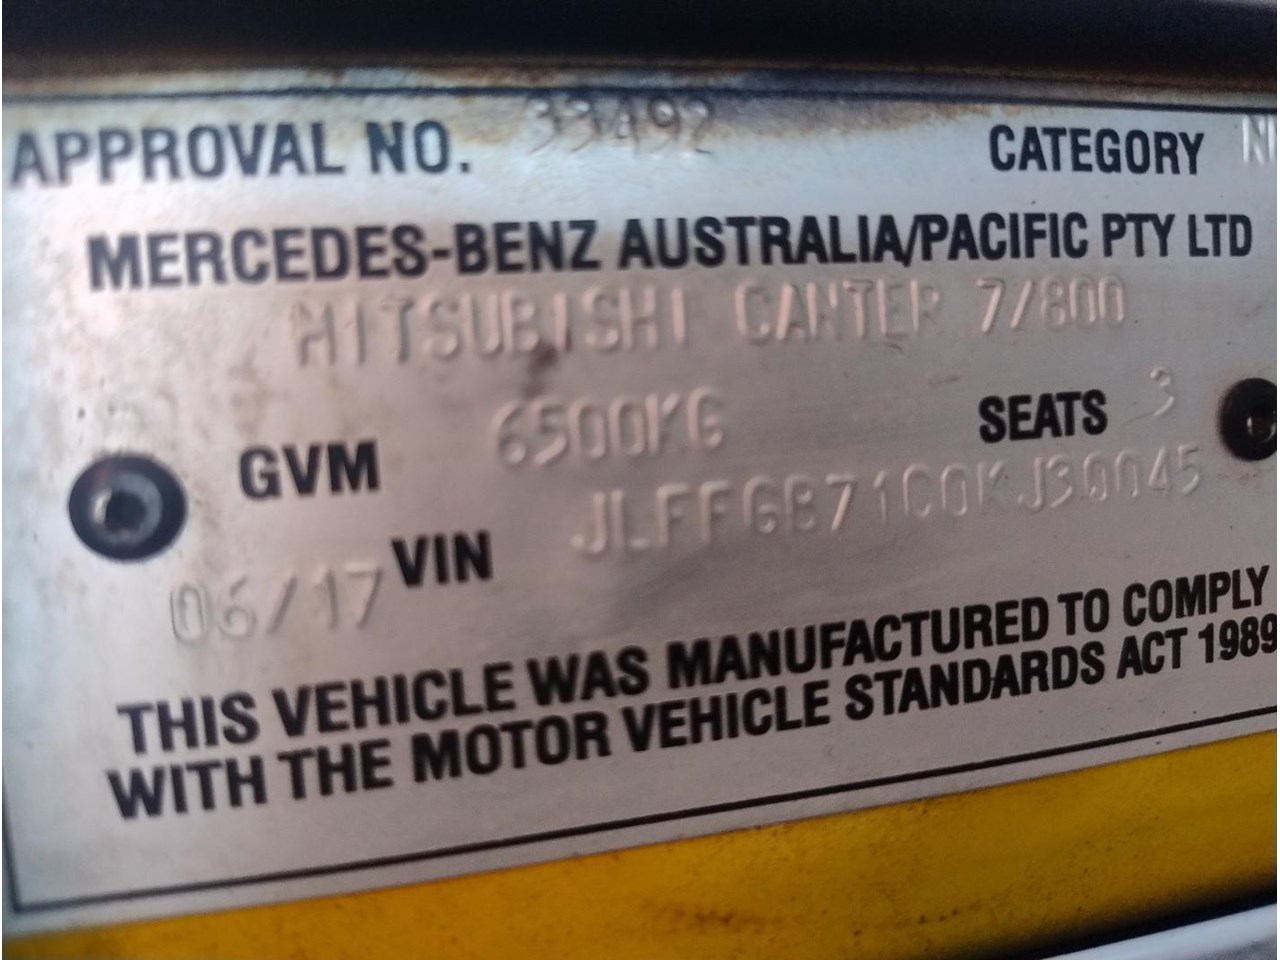 APPROVAL NO. 33492 CATEGORY
MERCEDES-BENZ AUSTRALIA/PACIFIC PTY LTD
MITSUBISHI CANTER 7/800
GVM 6500KG SEATS 3
06/17 VIN JLFFGB71C0KJ30045
THIS VEHICLE WAS MANUFACTURED TO COMPLY
WITH THE MOTOR VEHICLE STANDARDS ACT 1989